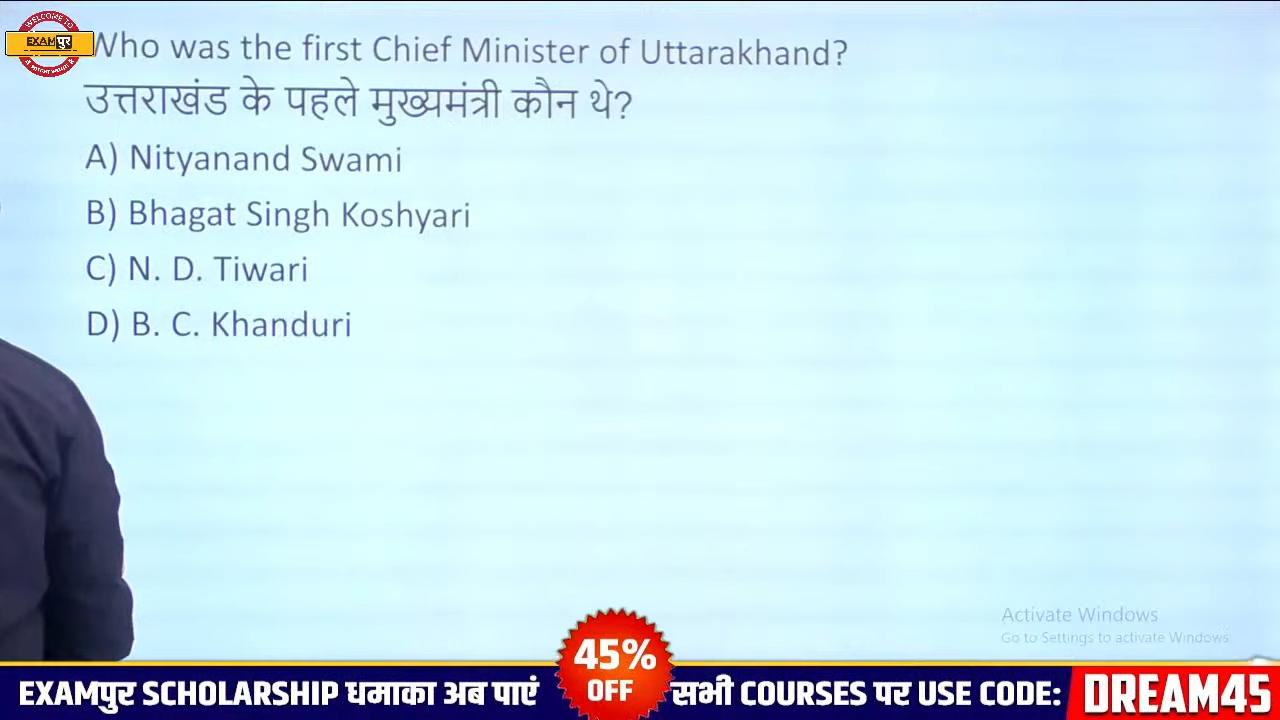 WELCOME TO
EXAMपुर
Who was the first Chief Minister of Uttarakhand?
उत्तराखंड के पहले मुख्यमंत्री कौन थे?
A) Nityanand Swami
B) Bhagat Singh Koshyari
C) N. D. Tiwari
D) B. C. Khanduri
Activate Windows
Go to Settings to activate Windows
45%
OFF
EXAMपुर SCHOLARSHIP धमाका अब पाएं सभी COURSES पर USE CODE: DREAM45